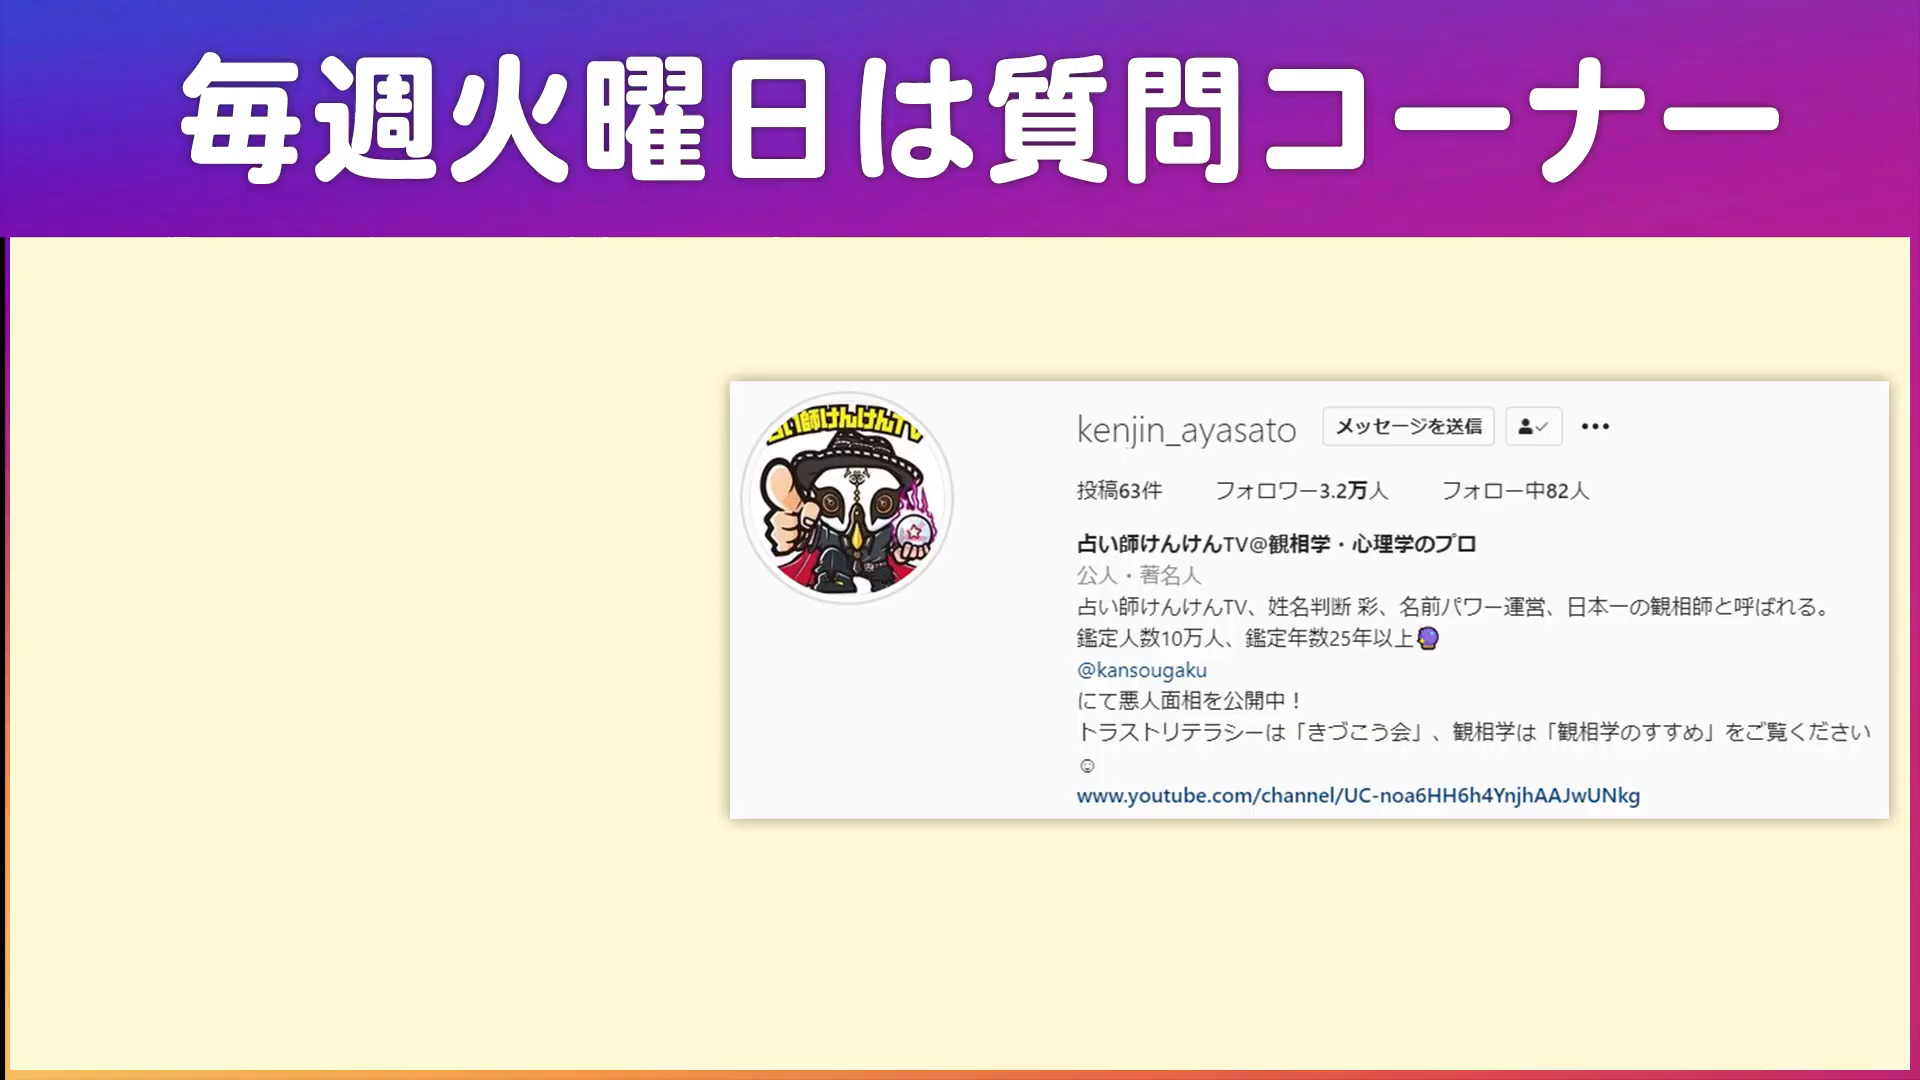 毎週火曜日は質問コーナー
占い師けんけんTV
kenjin_ayasato メッセージを送信
投稿63件 フォロワー3.2万人 フォロー中82人
占い師けんけんTV@観相学・心理学のプロ
公人・著名人
占い師けんけんTV、姓名判断 彩、名前パワー運営、日本一の観相師と呼ばれる。
鑑定人数10万人、鑑定年数25年以上🔮
@kansougaku
にて悪人面相を公開中！
トラストリテラシーは「きづこう会」、観相学は「観相学のすすめ」をご覧ください
☺
www.youtube.com/channel/UC-noa6HH6h4YnjhAAJwUNkg